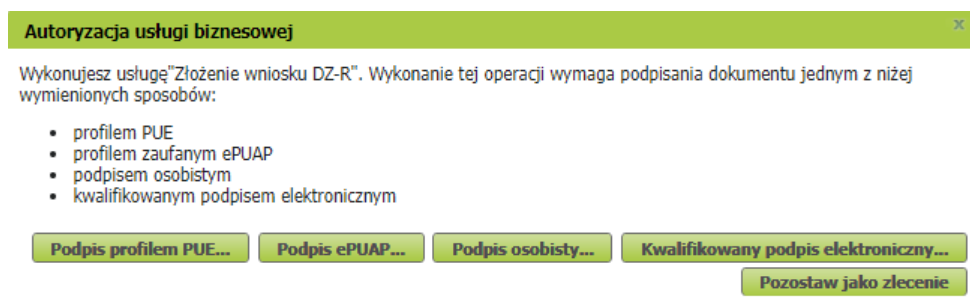 Autoryzacja usługi biznesowej
x
Wykonujesz usługę"Złożenie wniosku DZ-R". Wykonanie tej operacji wymaga podpisania dokumentu jednym z niżej
wymienionych sposobów:
• profilem PUE
• profilem zaufanym ePUAP
• podpisem osobistym
• kwalifikowanym podpisem elektronicznym
Podpis profilem PUE... Podpis ePUAP... Podpis osobisty... Kwalifikowany podpis elektroniczny...
Pozostaw jako zlecenie